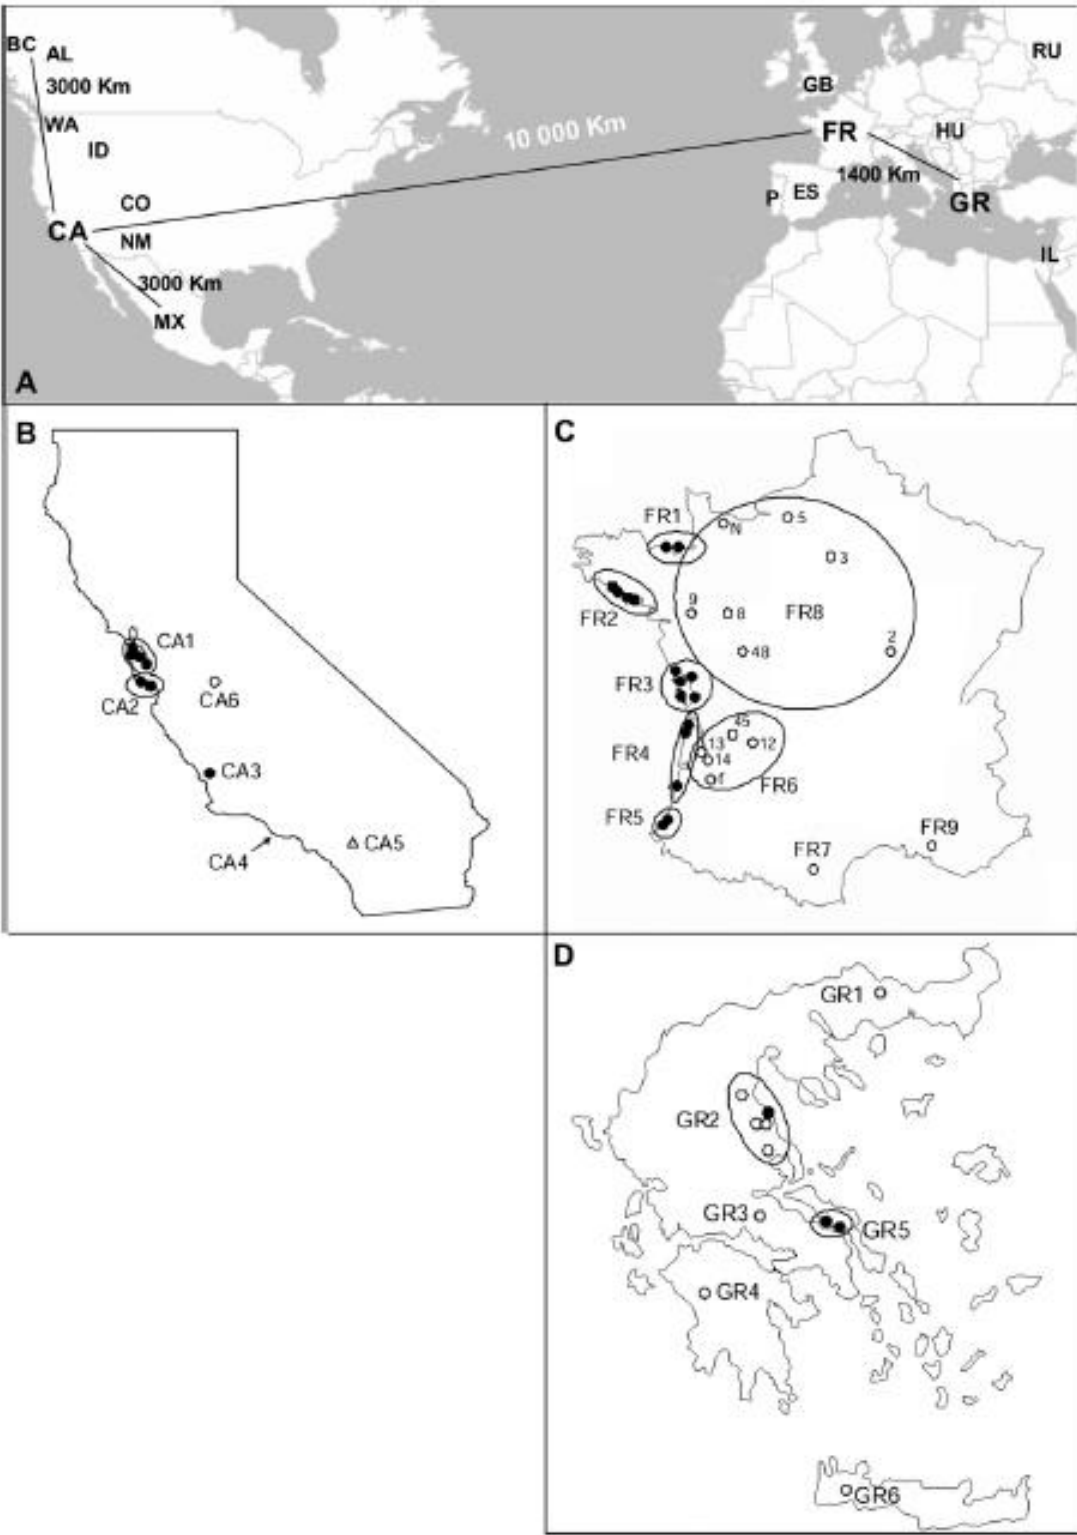 BC
AL
3000 Km
WA
ID
CO
CA
NM
3000 Km
MX
10 000 Km
GB
FR
HU
RU
1400 Km
P
ES
GR
IL
A
B
CA1
CA2
CA6
CA3
CA4
CA5
C
FR1
N
5
3
FR2
9
8
FR8
48
2
FR3
FR4
45
13
12
14
f
FR6
FR5
FR7
FR9
D
GR1
GR2
GR3
GR5
GR4
GR6